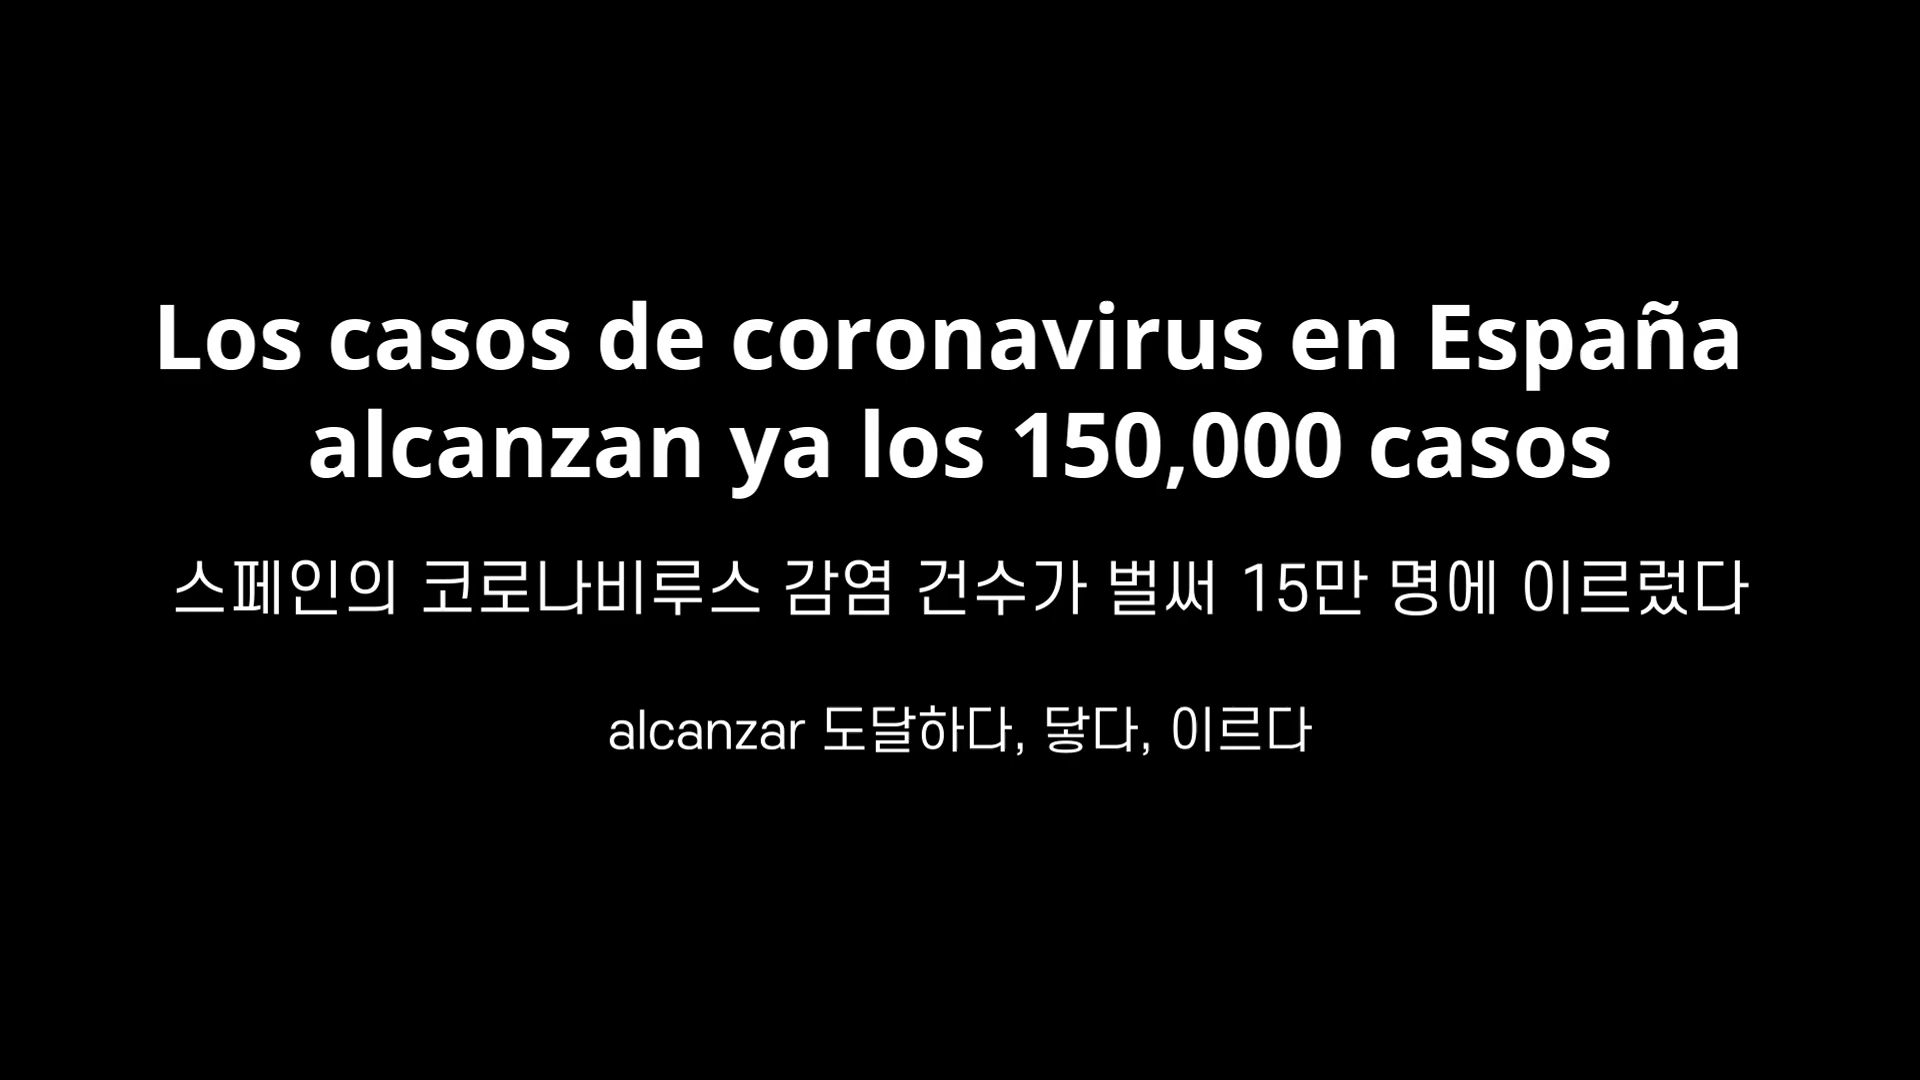 Los casos de coronavirus en España
alcanzan ya los 150,000 casos
스페인의 코로나비루스 감염 건수가 벌써 15만 명에 이르렀다
alcanzar 도달하다, 닿다, 이르다